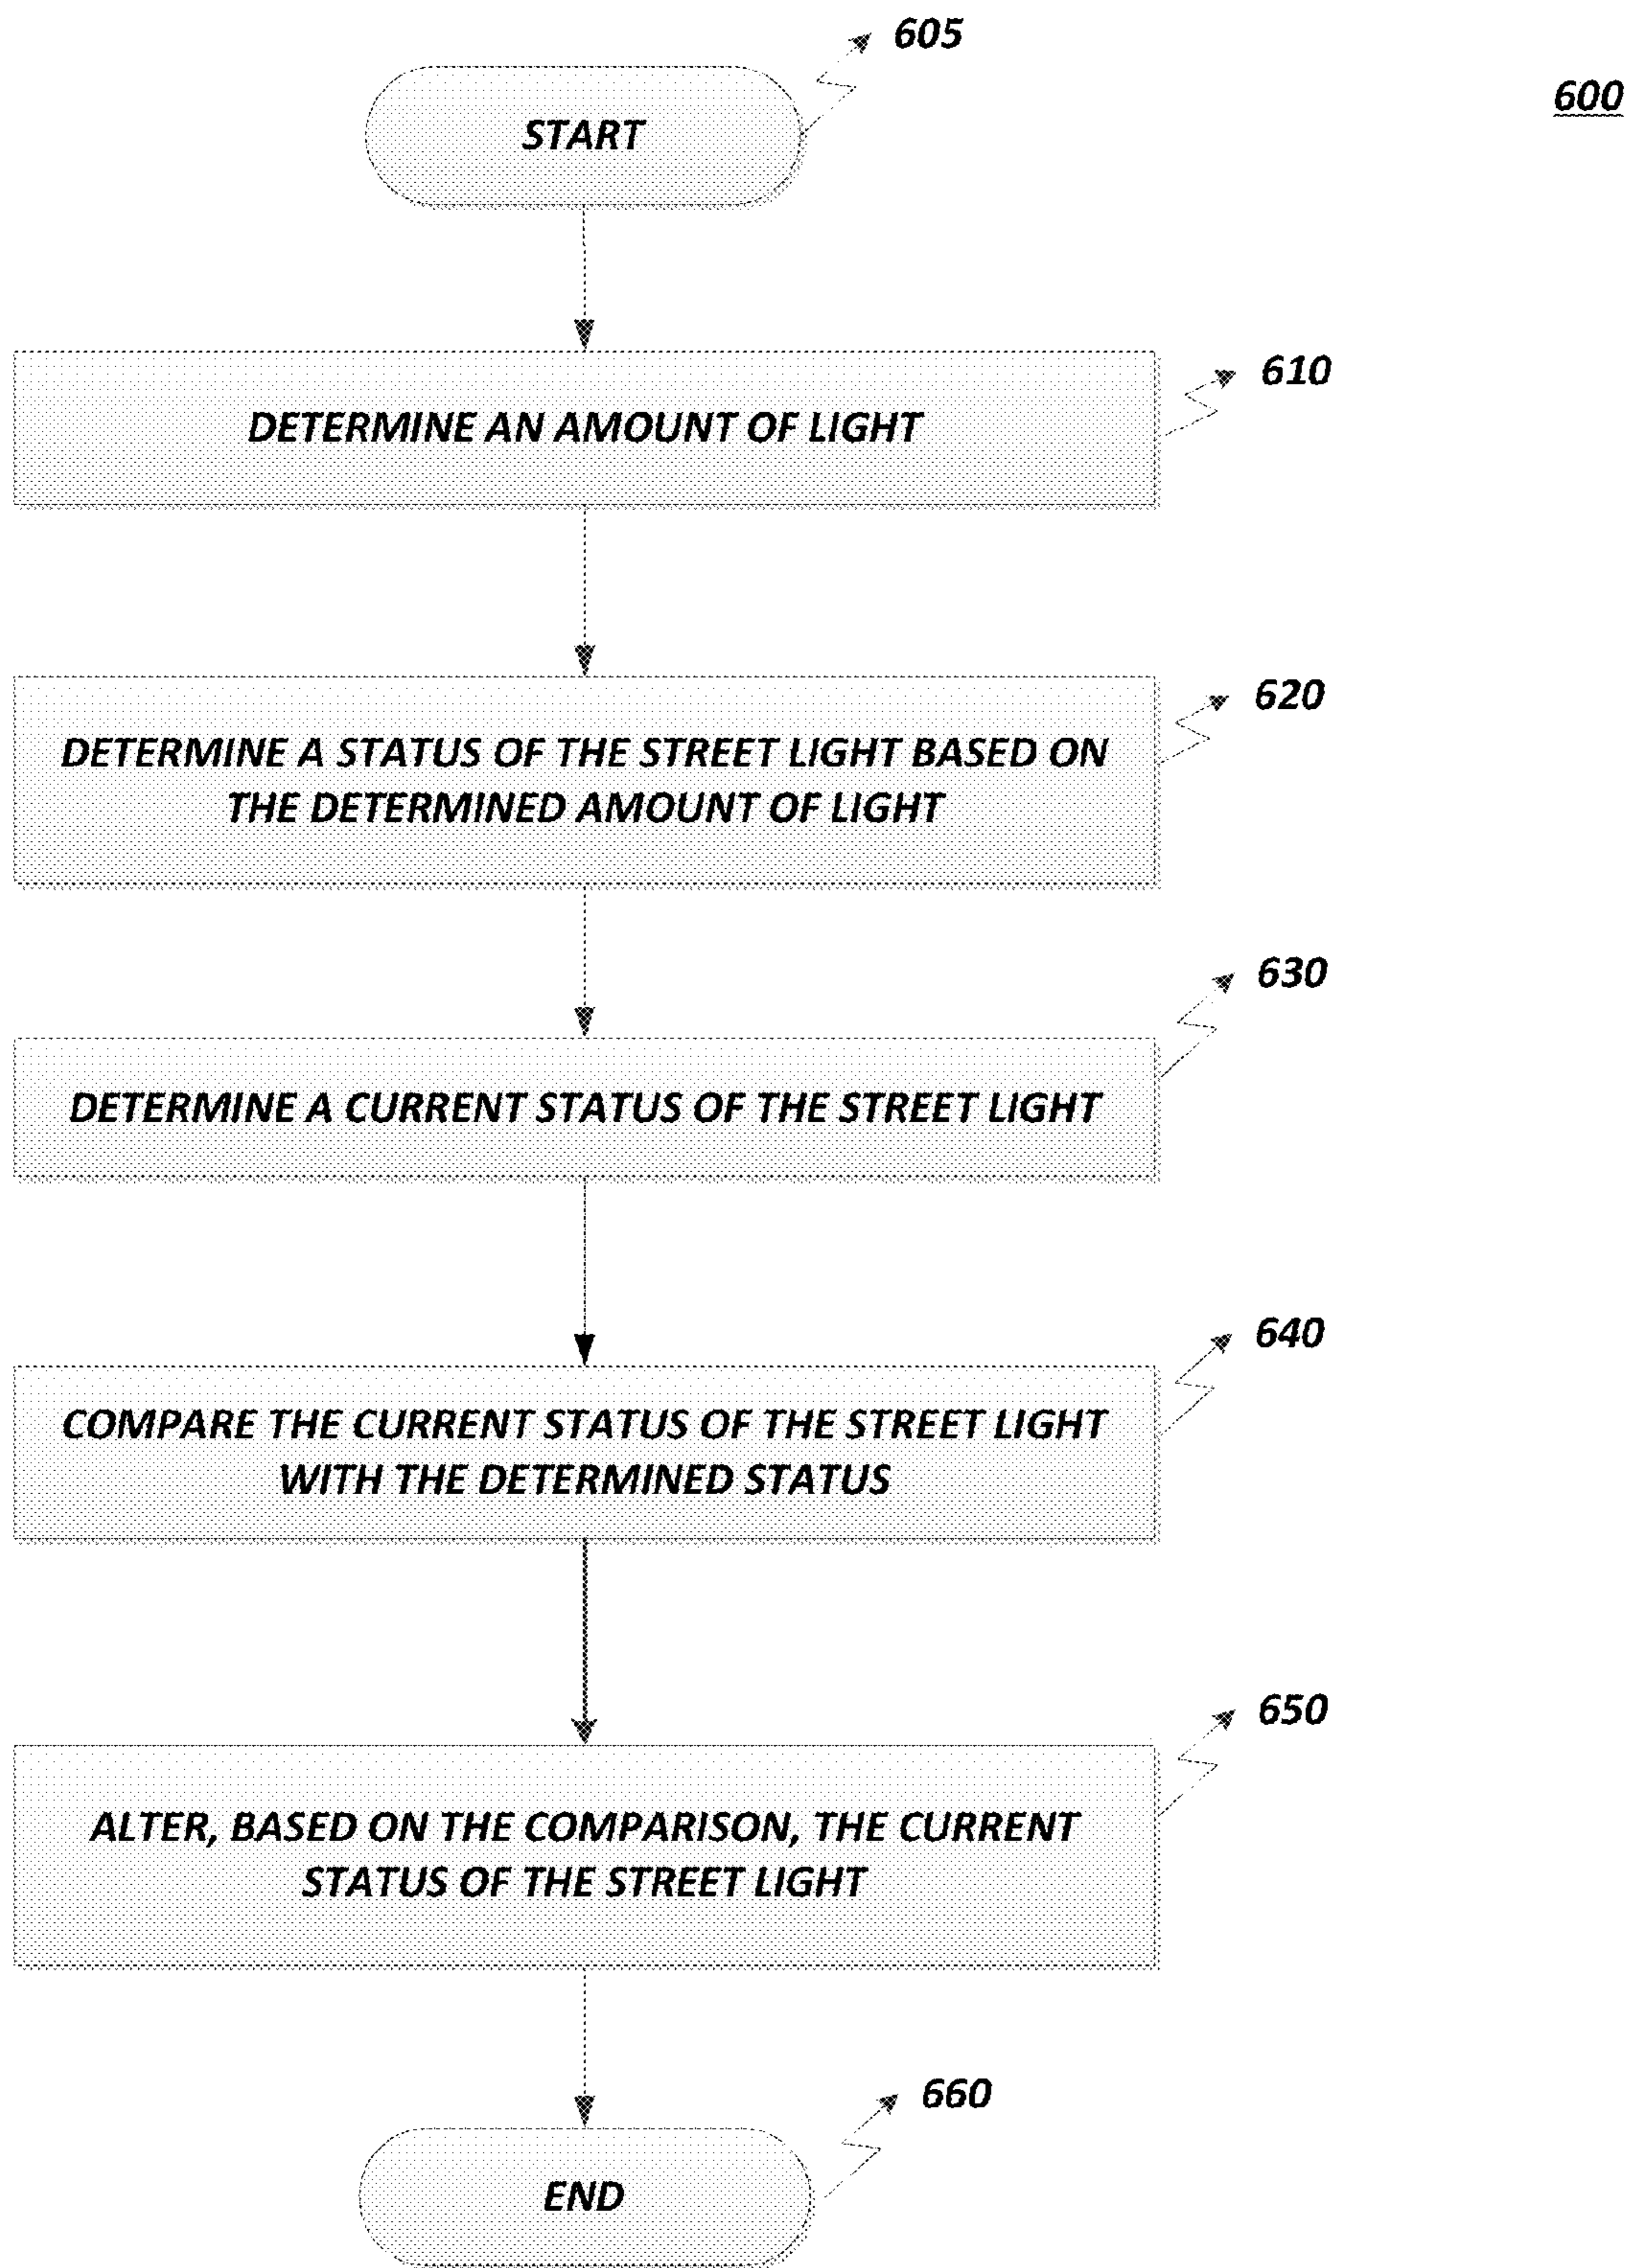 605
600
START
610
DETERMINE AN AMOUNT OF LIGHT
620
DETERMINE A STATUS OF THE STREET LIGHT BASED ON
THE DETERMINED AMOUNT OF LIGHT
630
DETERMINE A CURRENT STATUS OF THE STREET LIGHT
640
COMPARE THE CURRENT STATUS OF THE STREET LIGHT
WITH THE DETERMINED STATUS
650
ALTER, BASED ON THE COMPARISON, THE CURRENT
STATUS OF THE STREET LIGHT
660
END